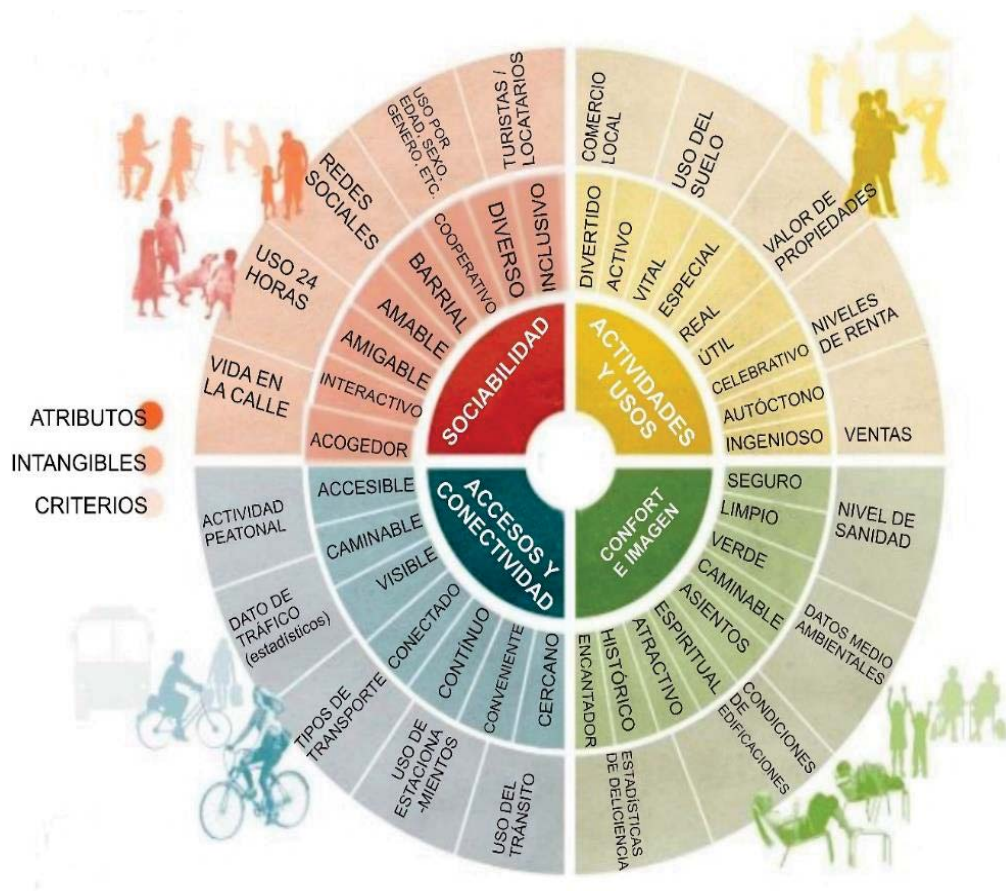 ATRIBUTOS
INTANGIBLES
CRITERIOS
SOCIABILIDAD
ACOGEDOR
INTERACTIVO
AMIGABLE
AMABLE
BARRIAL
COOPERATIVO
DIVERSO
INCLUSIVO
VIDA EN
LA CALLE
USO 24
HORAS
REDES
SOCIALES
USO POR
EDAD, SEXO,
GENERO, ETC.
TURISTAS /
LOCATARIOS
ACTIVIDADES
Y USOS
DIVERTIDO
ACTIVO
VITAL
ESPECIAL
REAL
ÚTIL
CELEBRATIVO
AUTÓCTONO
INGENIOSO
COMERCIO
LOCAL
USO DEL
SUELO
VALOR DE
PROPIEDADES
NIVELES
DE RENTA
VENTAS
CONFORT
E IMAGEN
SEGURO
LIMPIO
VERDE
CAMINABLE
ASIENTOS
ESPIRITUAL
ATRACTIVO
HISTÓRICO
ENCANTADOR
NIVEL DE
SANIDAD
DATOS MEDIO
AMBIENTALES
CONDICIONES
DE
EDIFICACIONES
ESTADÍSTICAS
DE DELICIENCIA
ACCESOS Y
CONECTIVIDAD
ACCESIBLE
CAMINABLE
VISIBLE
CONECTADO
CONTÍNUO
CONVENIENTE
CERCANO
ACTIVIDAD
PEATONAL
DATO DE
TRÁFICO
(estadísticos)
TIPOS DE
TRANSPORTE
USO DE
ESTACIONA
-MIENTOS
USO DEL
TRÁNSITO